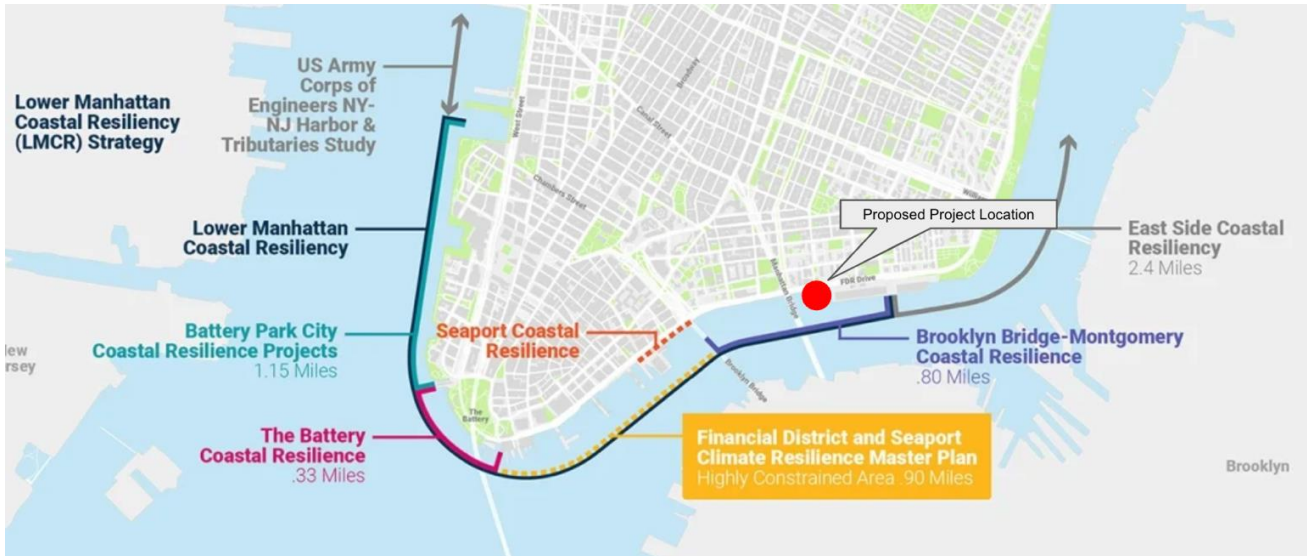 Lower Manhattan
Coastal Resiliency
(LMCR) Strategy
US Army
Corps of
Engineers NY-
NJ Harbor &
Tributaries Study
Lower Manhattan
Coastal Resiliency
Battery Park City
Coastal Resilience Projects
1.15 Miles
The Battery
Coastal Resilience
.33 Miles
Seaport Coastal
Resilience
Financial District and Seaport
Climate Resilience Master Plan
Highly Constrained Area .90 Miles
Brooklyn Bridge-Montgomery
Coastal Resilience
.80 Miles
East Side Coastal
Resiliency
2.4 Miles
Proposed Project Location
West Street
Chambers Street
Canal Street
Broadway
Manhattan Bridge
FDR Drive
Brooklyn Bridge
The
Battery
Brooklyn